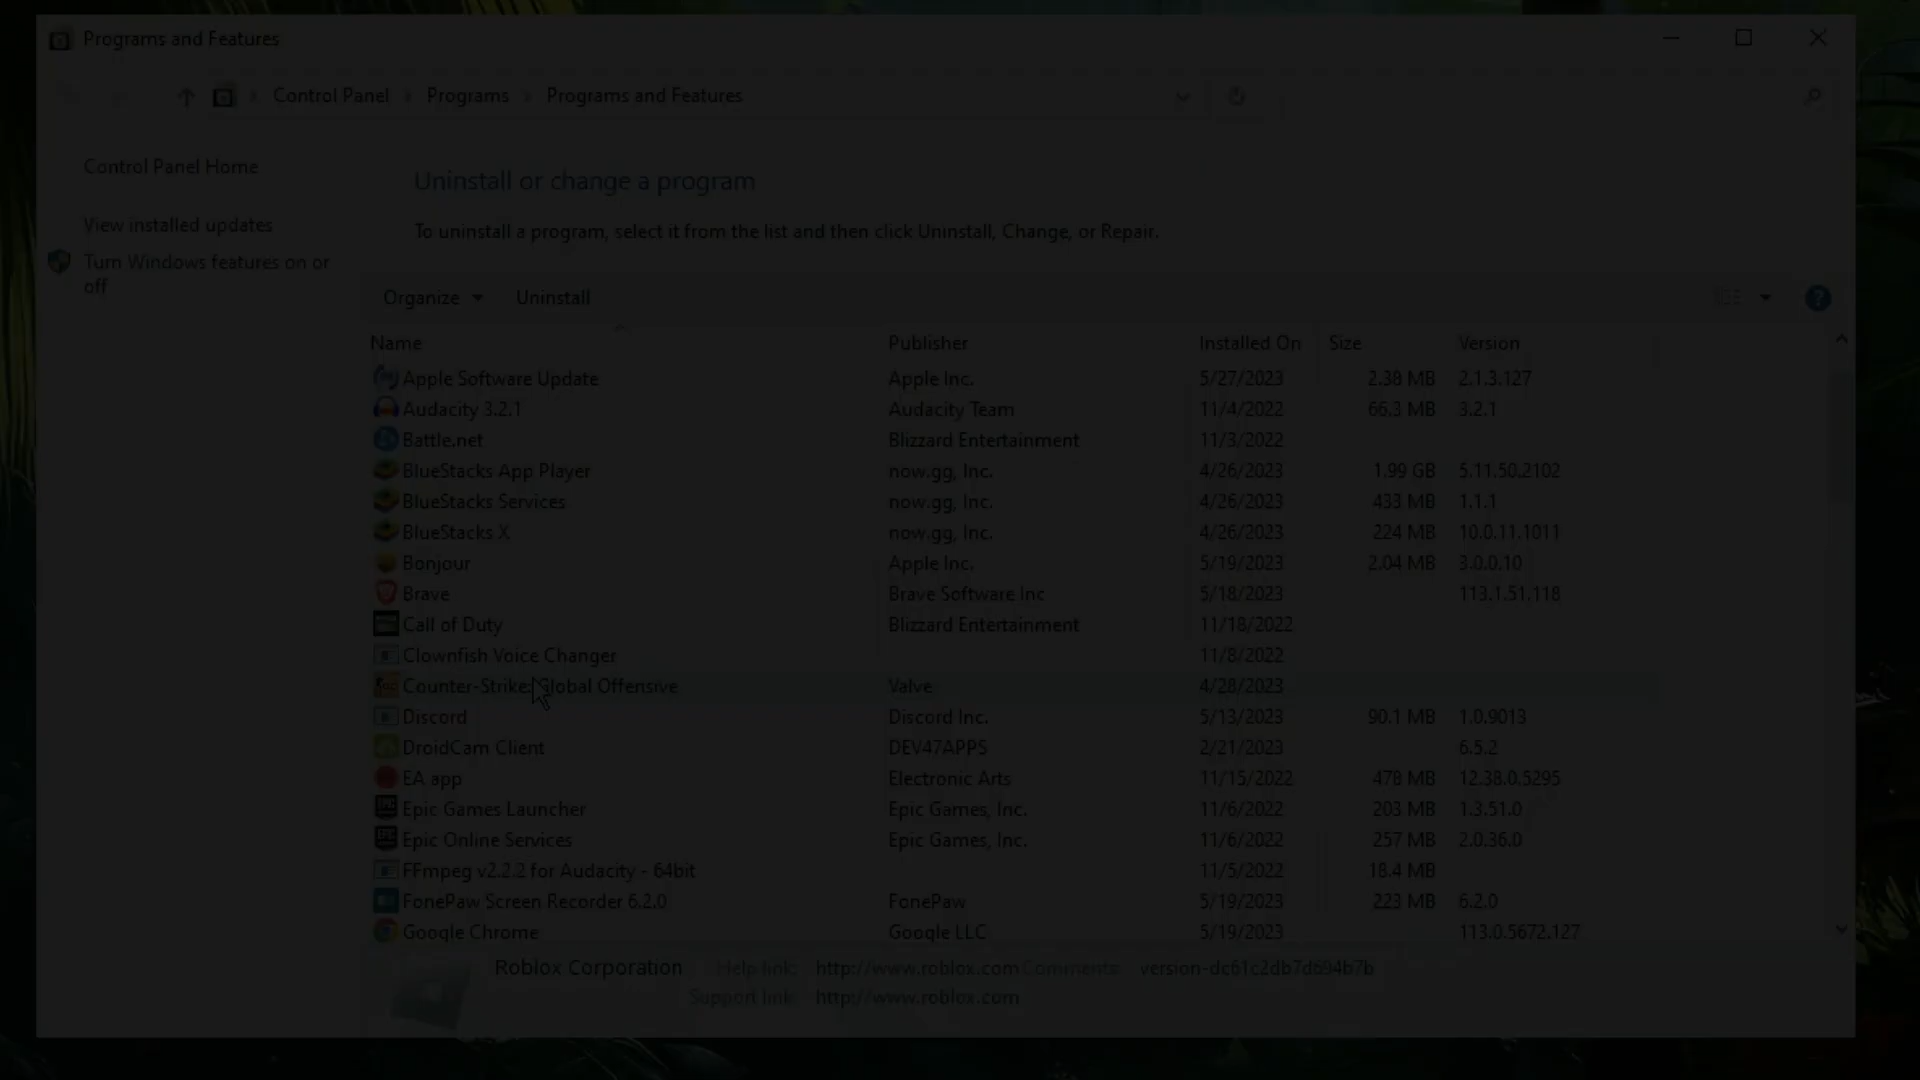 Programs and Features
Control Panel Programs Programs and Features
Control Panel Home
View installed updates
Turn Windows features on or
off
Uninstall or change a program
To uninstall a program, select it from the list and then click Uninstall, Change, or Repair.
Organize Uninstall
Name Publisher Installed On Size Version
Apple Software Update Apple Inc. 5/27/2023 2.38 MB 2.1.3.127
Audacity 3.2.1 Audacity Team 11/4/2022 66.3 MB 3.2.1
Battle.net Blizzard Entertainment 11/3/2022
BlueStacks App Player now.gg, Inc. 4/26/2023 1.99 GB 5.11.50.2102
BlueStacks Services now.gg, Inc. 4/26/2023 433 MB 1.1.1
BlueStacks X now.gg, Inc. 4/26/2023 224 MB 10.0.11.1011
Bonjour Apple Inc. 5/19/2023 2.04 MB 3.0.0.10
Brave Brave Software Inc 5/18/2023 113.1.51.118
Call of Duty Blizzard Entertainment 11/18/2022
Clownfish Voice Changer 11/8/2022
Counter-Strike: Global Offensive Valve 4/28/2023
Discord Discord Inc. 5/13/2023 90.1 MB 1.0.9013
DroidCam Client DEV47APPS 2/21/2023 6.5.2
EA app Electronic Arts 11/15/2022 478 MB 12.38.0.5295
Epic Games Launcher Epic Games, Inc. 11/6/2022 203 MB 1.3.51.0
Epic Online Services Epic Games, Inc. 11/6/2022 257 MB 2.0.36.0
FFmpeg v2.2.2 for Audacity - 64bit 11/5/2022 18.4 MB
FonePaw Screen Recorder 6.2.0 FonePaw 5/19/2023 223 MB 6.2.0
Google Chrome Google LLC 5/19/2023 113.0.5672.127
Roblox Corporation Help link: http://www.roblox.com Comments: version-dc61c2db7d694b7b
Support link: http://www.roblox.com